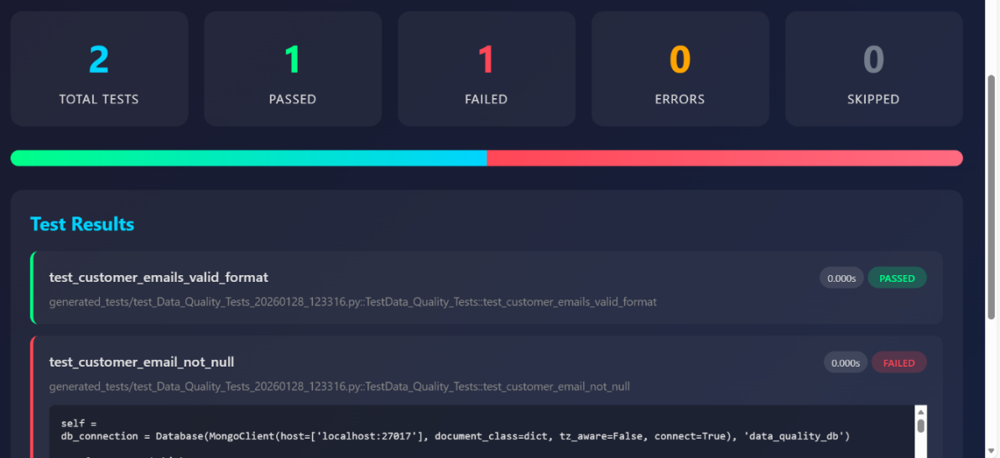 2
TOTAL TESTS
1
PASSED
1
FAILED
0
ERRORS
0
SKIPPED
Test Results
test_customer_emails_valid_format
0.000s
PASSED
generated_tests/test_Data_Quality_Tests_20260128_123316.py::TestData_Quality_Tests::test_customer_emails_valid_format
test_customer_email_not_null
0.000s
FAILED
generated_tests/test_Data_Quality_Tests_20260128_123316.py::TestData_Quality_Tests::test_customer_email_not_null
self =
db_connection = Database(MongoClient(host=['localhost:27017'], document_class=dict, tz_aware=False, connect=True), 'data_quality_db')